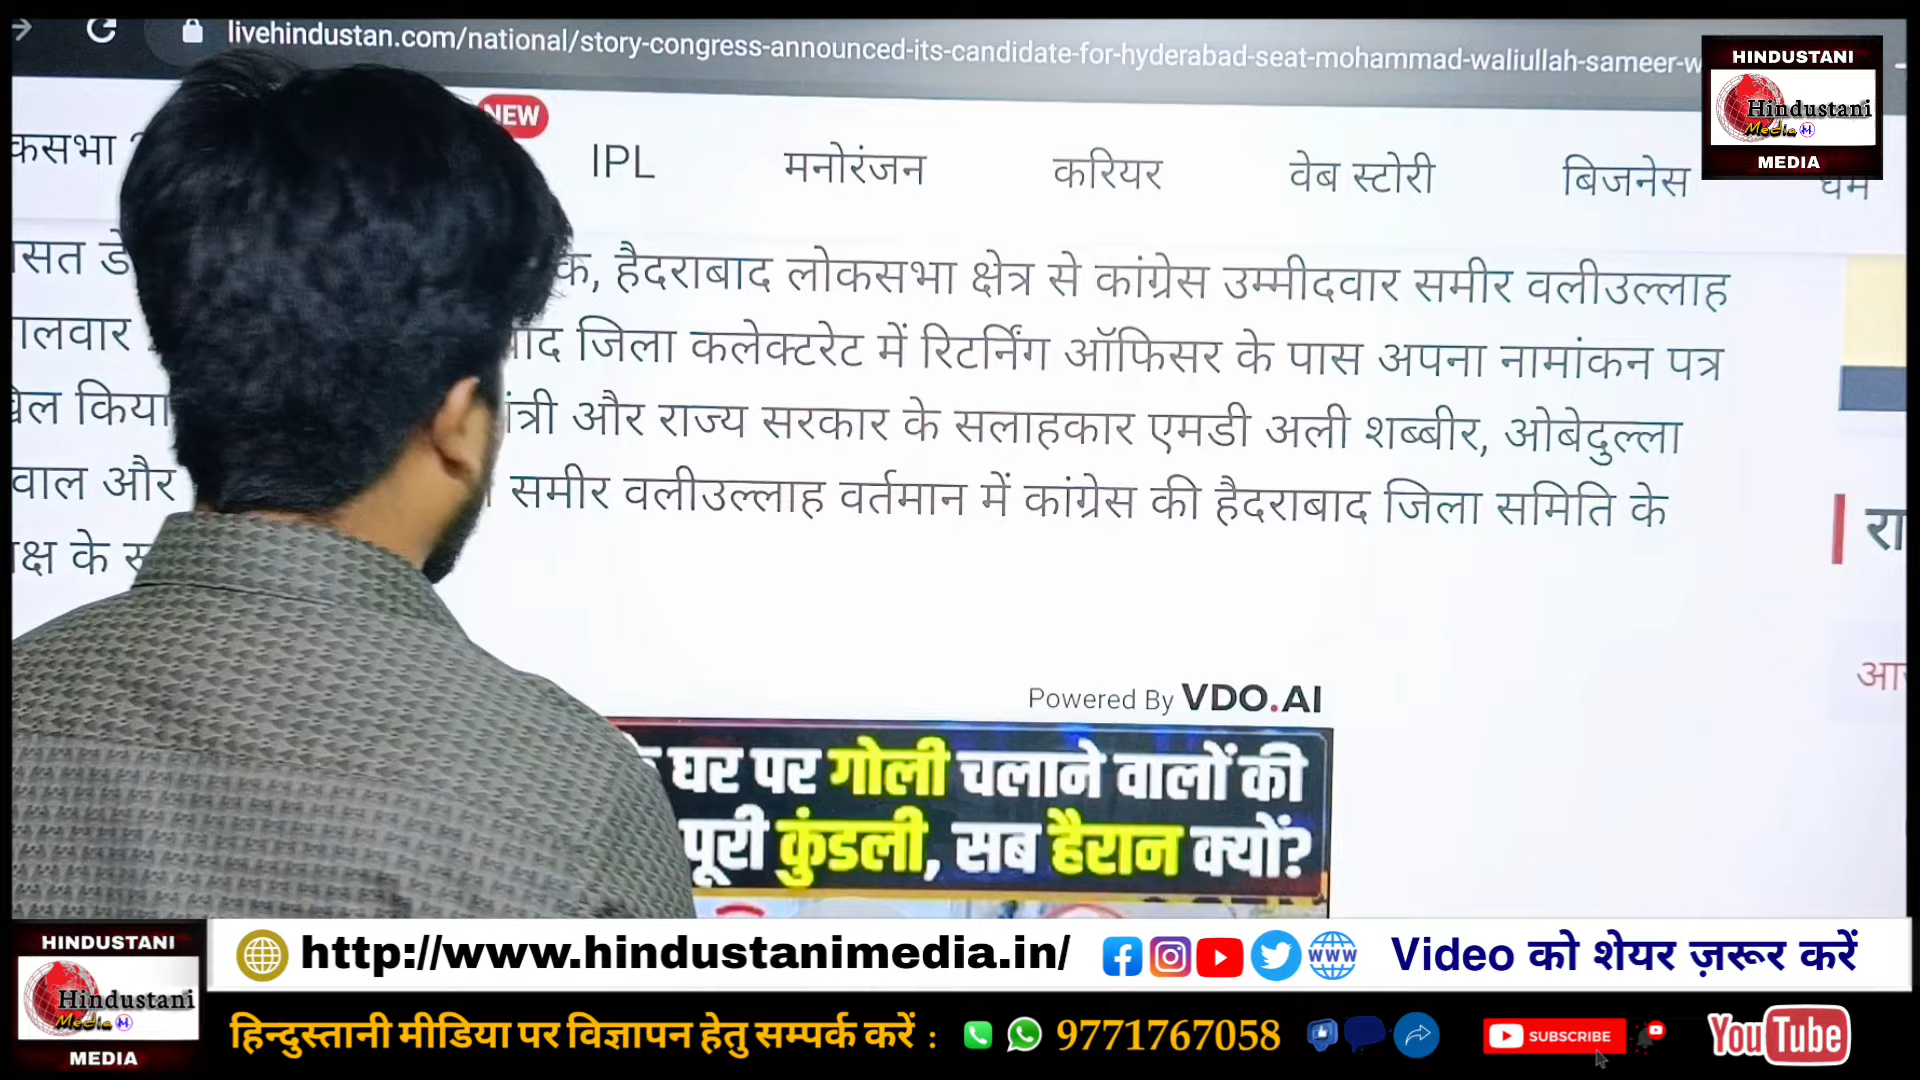 livehindustan.com/national/story-congress-announced-its-candidate-for-hyderabad-seat-mohammad-waliullah-sameer-w
HINDUSTANI
Hindustani
Media M
MEDIA
NEW
IPL मनोरंजन करियर वेब स्टोरी बिजनेस धर्म
हैदराबाद लोकसभा क्षेत्र से कांग्रेस उम्मीदवार समीर वलीउल्लाह
जिला कलेक्टरेट में रिटर्निंग ऑफिसर के पास अपना नामांकन पत्र
किया और राज्य सरकार के सलाहकार एमडी अली शब्बीर, ओबेदुल्ला
और समीर वलीउल्लाह वर्तमान में कांग्रेस की हैदराबाद जिला समिति के
के
Powered By VDO.AI
घर पर गोली चलाने वालों की
पूरी कुंडली, सब हैरान क्यों?
HINDUSTANI
Hindustani
Media M
MEDIA
http://www.hindustanimedia.in/ www Video को शेयर ज़रूर करें
हिन्दुस्तानी मीडिया पर विज्ञापन हेतु सम्पर्क करें : 9771767058 SUBSCRIBE YouTube